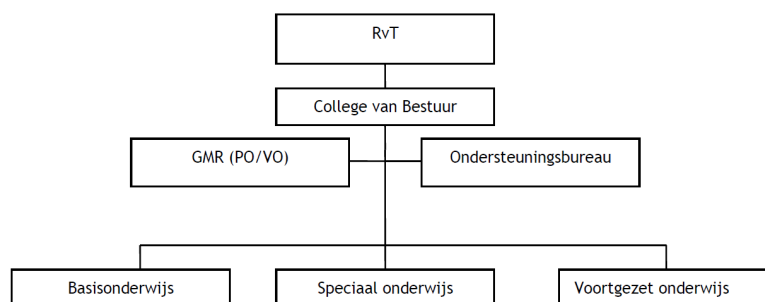 RvT
College van Bestuur
GMR (PO/VO)
Ondersteuningsbureau
Basisonderwijs
Speciaal onderwijs
Voortgezet onderwijs